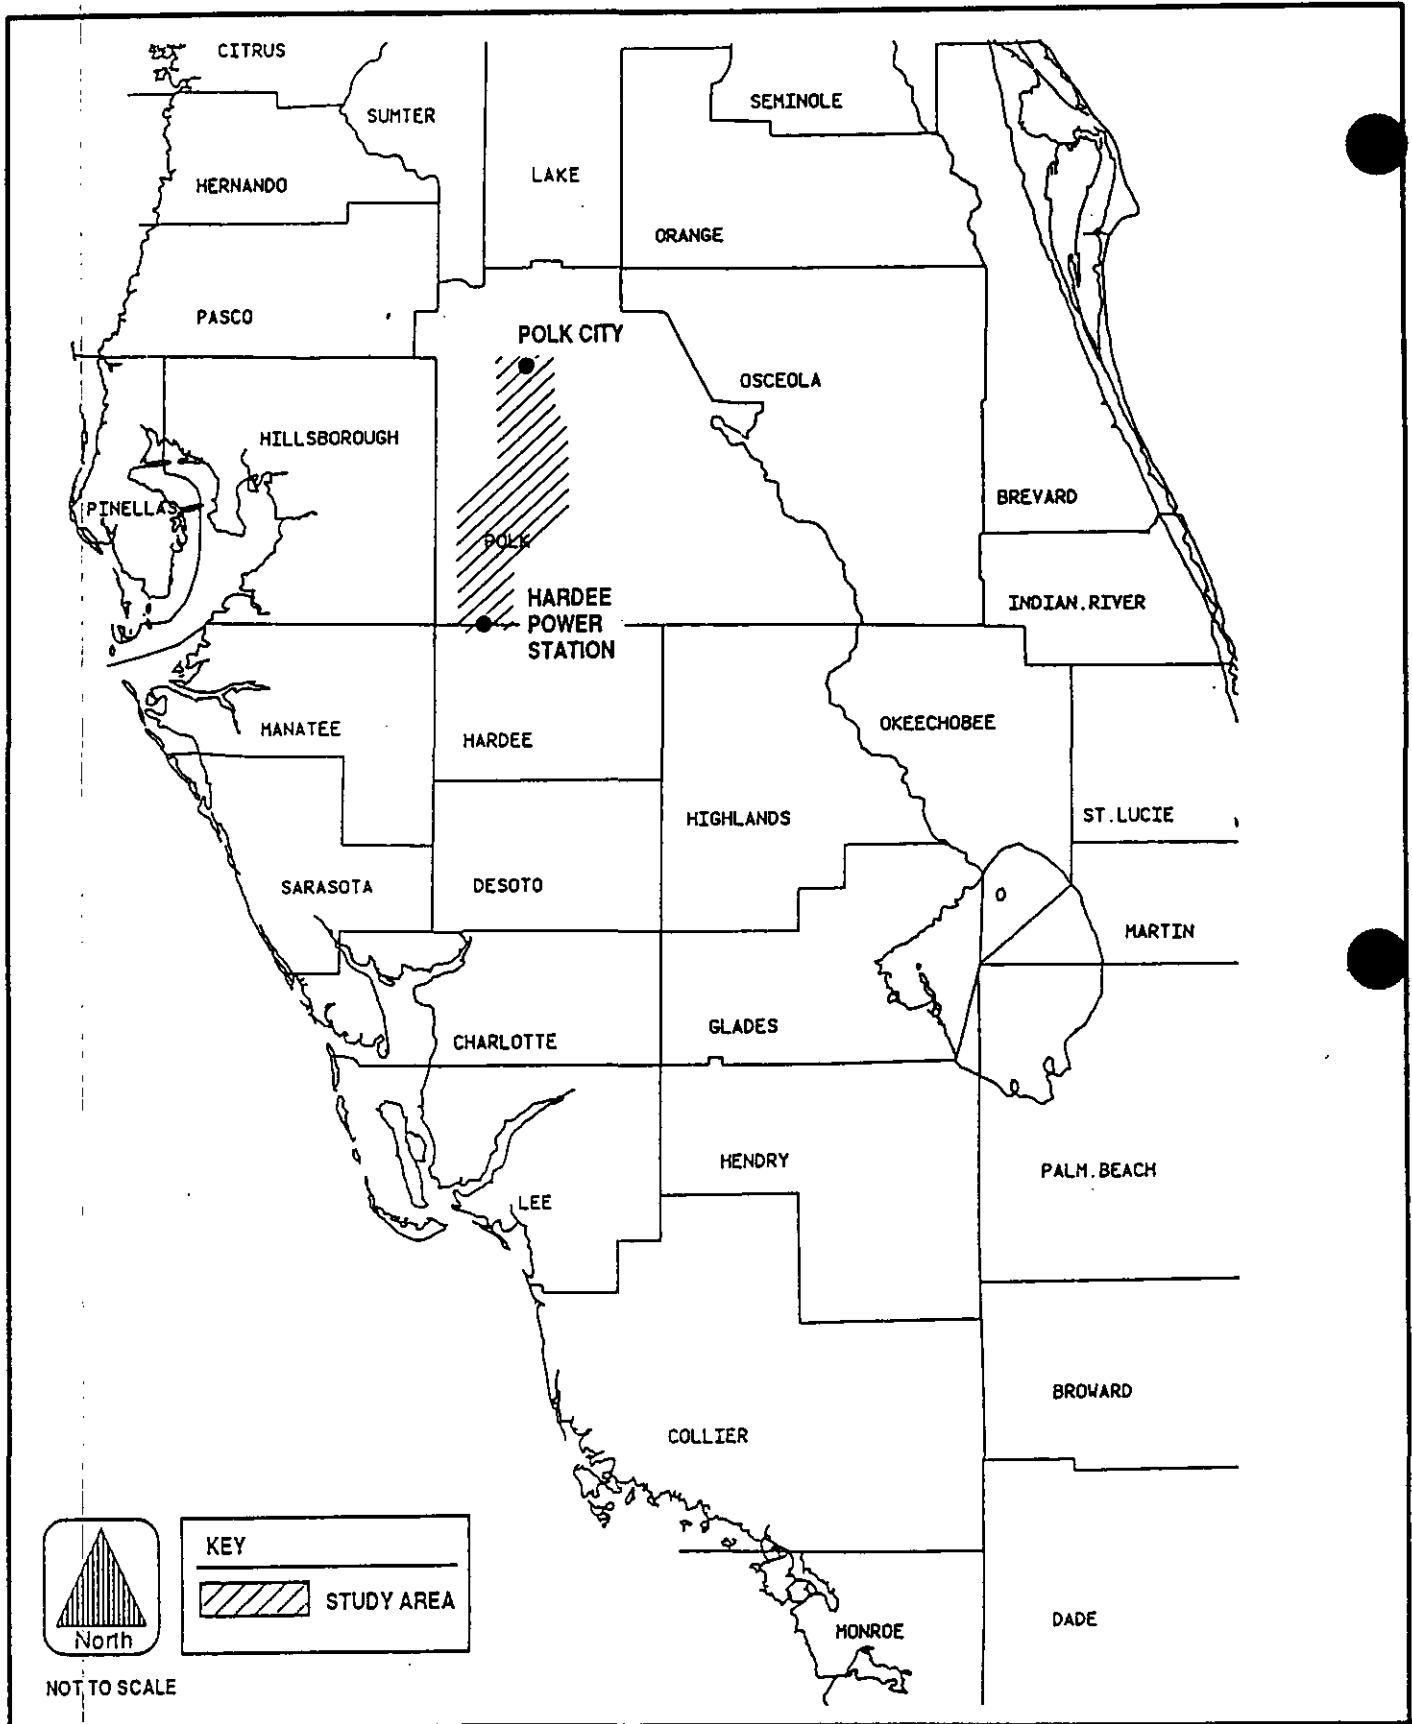 CITRUS
SEMINOLE
SUMTER
LAKE
HERNANDO
ORANGE
PASCO
POLK CITY
OSCEOLA
HILLSBOROUGH
BREVARD
PINELLAS
POLK
HARDEE
POWER
STATION
INDIAN.RIVER
MANATEE
HARDEE
OKEECHOBEE
HIGHLANDS
ST.LUCIE
SARASOTA
DESOTO
MARTIN
CHARLOTTE
GLADES
HENDRY
PALM.BEACH
LEE
BROWARD
COLLIER
KEY
STUDY AREA
North
NOT TO SCALE
MONROE
DADE